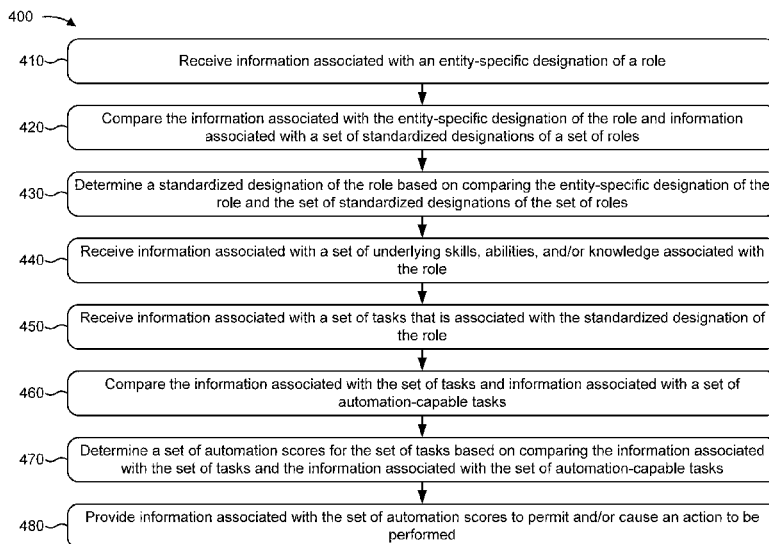 400
410
Receive information associated with an entity-specific designation of a role
420
Compare the information associated with the entity-specific designation of the role and information
associated with a set of standardized designations of a set of roles
430
Determine a standardized designation of the role based on comparing the entity-specific designation of the
role and the set of standardized designations of the set of roles
440
Receive information associated with a set of underlying skills, abilities, and/or knowledge associated with
the role
450
Receive information associated with a set of tasks that is associated with the standardized designation of
the role
460
Compare the information associated with the set of tasks and information associated with a set of
automation-capable tasks
470
Determine a set of automation scores for the set of tasks based on comparing the information associated
with the set of tasks and the information associated with the set of automation-capable tasks
480
Provide information associated with the set of automation scores to permit and/or cause an action to be
performed